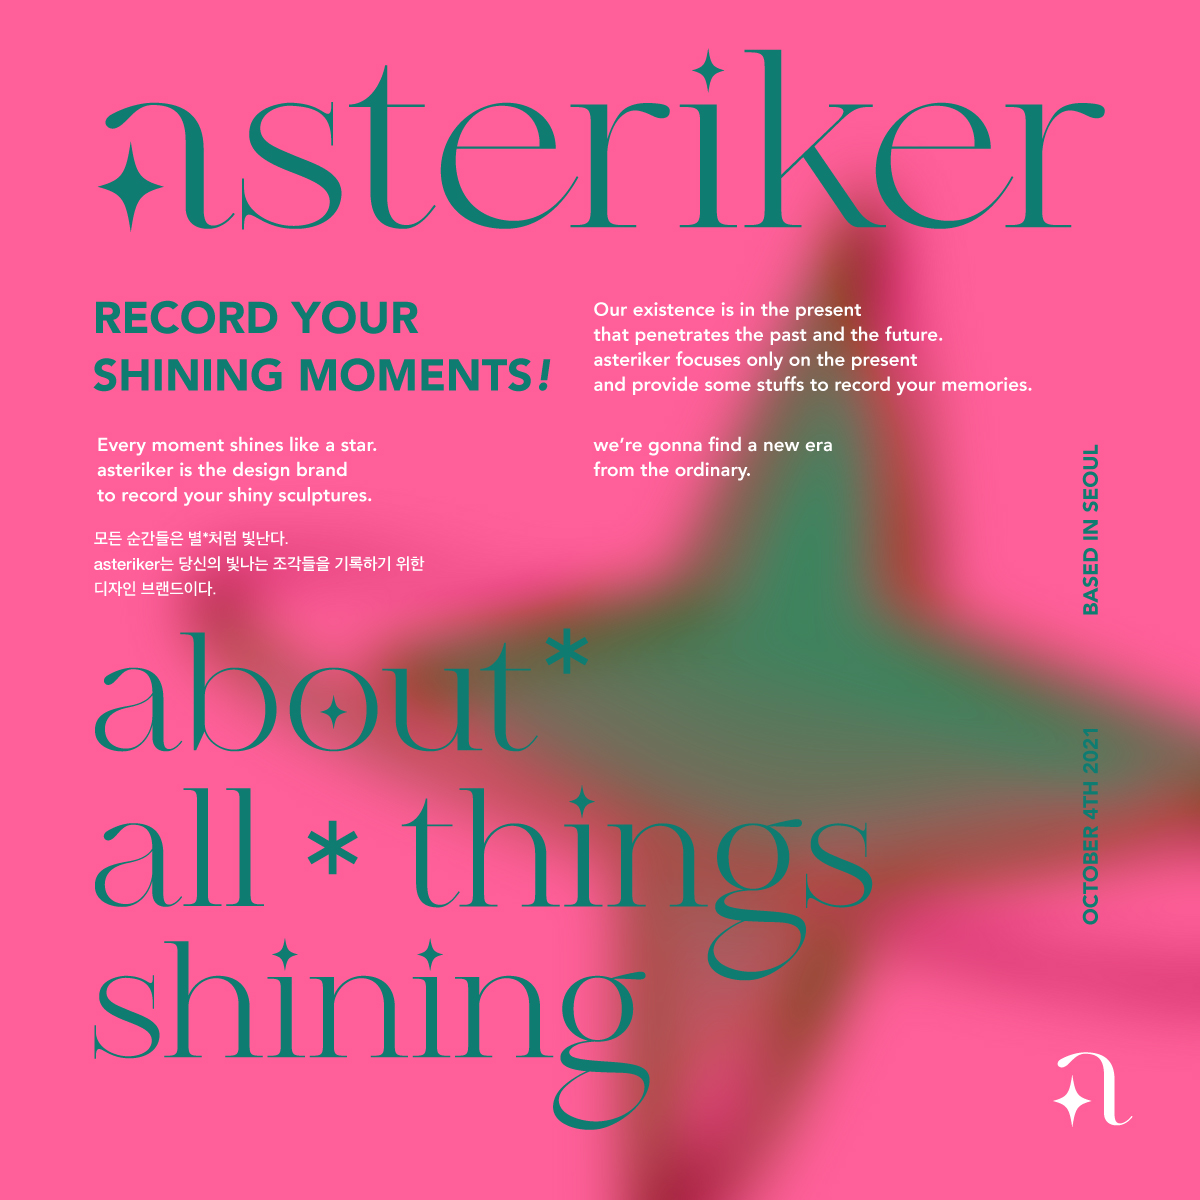 asteriker
RECORD YOUR
SHINING MOMENTS!
Our existence is in the present
that penetrates the past and the future.
asteriker focuses only on the present
and provide some stuffs to record your memories.
Every moment shines like a star.
asteriker is the design brand
to record your shiny sculptures.
we're gonna find a new era
from the ordinary.
모든 순간들은 별*처럼 빛난다.
asteriker는 당신의 빛나는 조각들을 기록하기 위한
디자인 브랜드이다.
BASED IN SEOUL
OCTOBER 4TH 2021
about*
all * things
shining
a